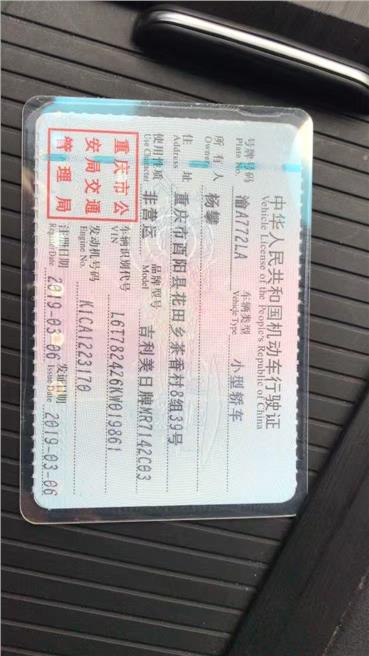 中华人民共和国机动车行驶证
Vehicle License of the People's Republic of China
号牌号码 渝A772LA 车辆类型 小型轿车
Plate No. Vehicle Type
所有人 杨攀
Owner
住址 重庆市酉阳县花田乡茶香村8组39号
Address
使用性质 非营运 品牌型号 吉利美日牌MR7142C03
Use Character Model
重庆市公
安局交通
管理局
车辆识别代号 L6T7824Z6KW019861
VIN
发动机号码 K1CA1223170
Engine No.
注册日期 2019-03-06 发证日期 2019-03-06
Register Date Issue Date